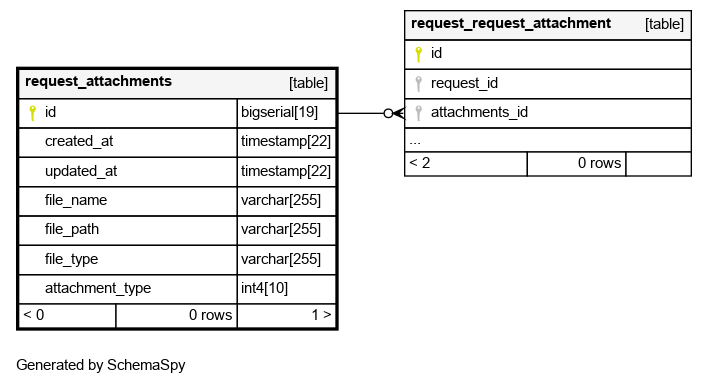 request_attachments [table]
id bigserial[19]
created_at timestamp[22]
updated_at timestamp[22]
file_name varchar[255]
file_path varchar[255]
file_type varchar[255]
attachment_type int4[10]
< 0 0 rows 1 >
request_request_attachment [table]
id
request_id
attachments_id
...
< 2 0 rows
Generated by SchemaSpy